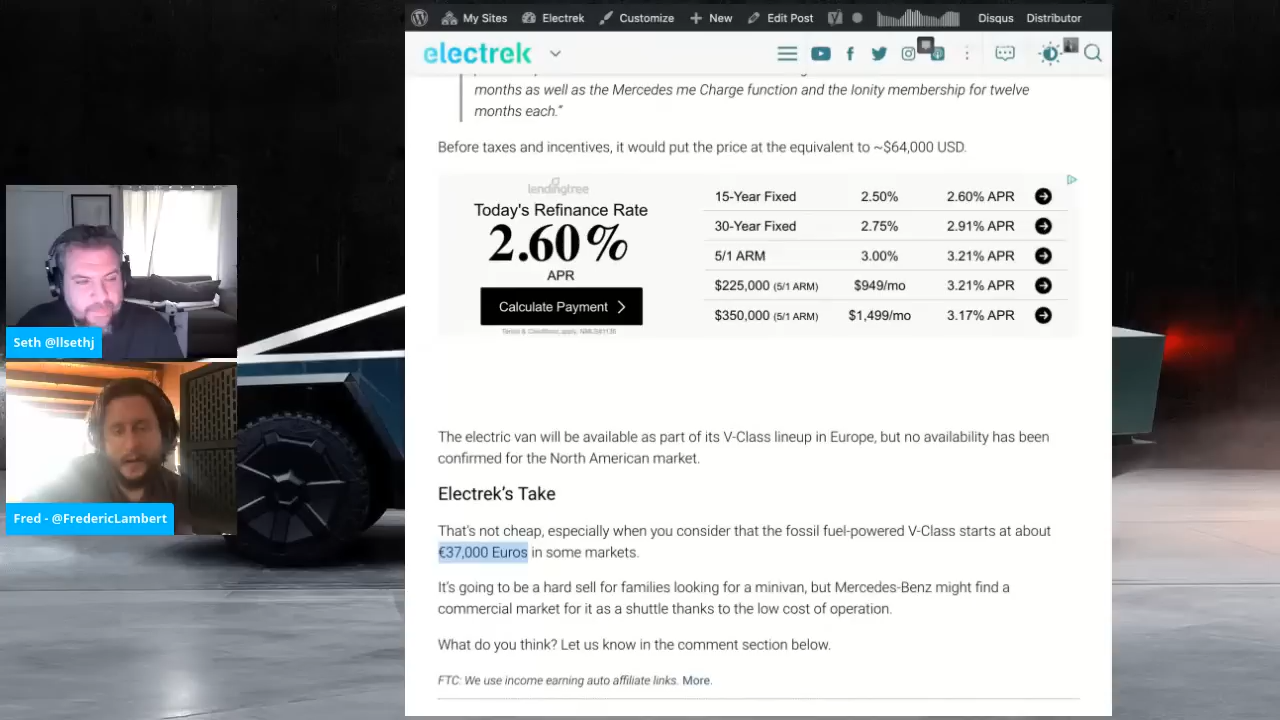 My Sites
Electrek
Customize
New
Edit Post
Disqus
Distributor
electrek
months as well as the Mercedes me Charge function and the Ionity membership for twelve
months each.”
Before taxes and incentives, it would put the price at the equivalent to ~$64,000 USD.
lendingtree
Today's Refinance Rate
2.60%
APR
Calculate Payment
15-Year Fixed 2.50% 2.60% APR
30-Year Fixed 2.75% 2.91% APR
5/1 ARM 3.00% 3.21% APR
$225,000 (5/1 ARM) $949/mo 3.21% APR
$350,000 (5/1 ARM) $1,499/mo 3.17% APR
Seth @llsethj
Fred - @FredericLambert
The electric van will be available as part of its V-Class lineup in Europe, but no availability has been
confirmed for the North American market.
Electrek’s Take
That’s not cheap, especially when you consider that the fossil fuel-powered V-Class starts at about
€37,000 Euros in some markets.
It’s going to be a hard sell for families looking for a minivan, but Mercedes-Benz might find a
commercial market for it as a shuttle thanks to the low cost of operation.
What do you think? Let us know in the comment section below.
FTC: We use income earning auto affiliate links. More.